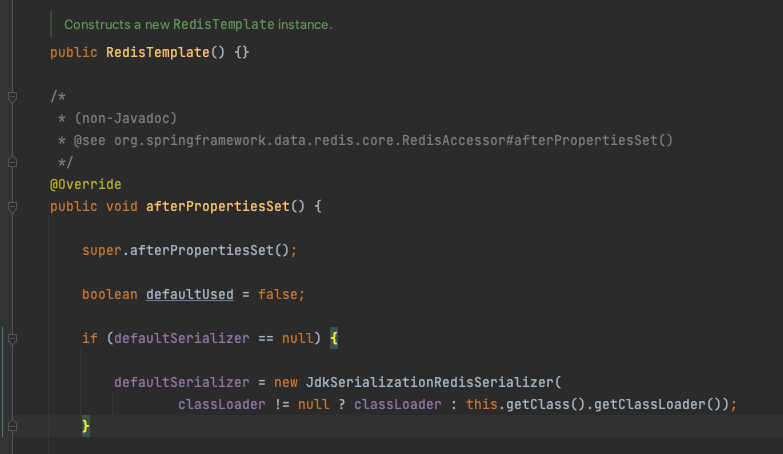 Constructs a new RedisTemplate instance.
public RedisTemplate() {}
/*
 * (non-Javadoc)
 * @see org.springframework.data.redis.core.RedisAccessor#afterPropertiesSet()
 */
@Override
public void afterPropertiesSet() {
super.afterPropertiesSet();
boolean defaultUsed = false;
if (defaultSerializer == null) {
defaultSerializer = new JdkSerializationRedisSerializer(
classLoader != null ? classLoader : this.getClass().getClassLoader());
}